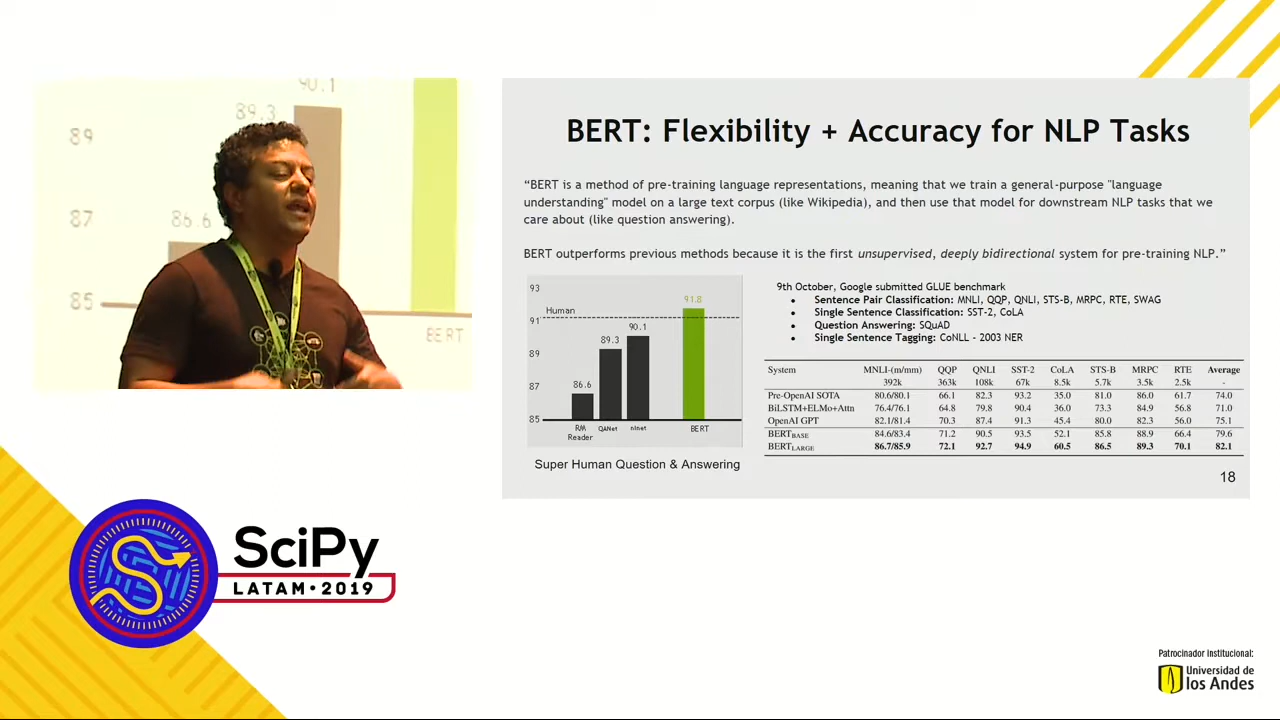 90.1
89.3
89
87
86.6
85
BERT
BERT: Flexibility + Accuracy for NLP Tasks
“BERT is a method of pre-training language representations, meaning that we train a general-purpose "language
understanding" model on a large text corpus (like Wikipedia), and then use that model for downstream NLP tasks that we
care about (like question answering).
BERT outperforms previous methods because it is the first unsupervised, deeply bidirectional system for pre-training NLP.”
93
91.8
Human
91
90.1
89.3
89
87
86.6
85
RM Reader
QANet
nlnet
BERT
Super Human Question & Answering
9th October, Google submitted GLUE benchmark
● Sentence Pair Classification: MNLI, QQP, QNLI, STS-B, MRPC, RTE, SWAG
● Single Sentence Classification: SST-2, CoLA
● Question Answering: SQuAD
● Single Sentence Tagging: CoNLL - 2003 NER
System MNLI-(m/mm) QQP QNLI SST-2 CoLA STS-B MRPC RTE Average
392k 363k 108k 67k 8.5k 5.7k 3.5k 2.5k -
Pre-OpenAI SOTA 80.6/80.1 66.1 82.3 93.2 35.0 81.0 86.0 61.7 74.0
BiLSTM+ELMo+Attn 76.4/76.1 64.8 79.8 90.4 36.0 73.3 84.9 56.8 71.0
OpenAI GPT 82.1/81.4 70.3 87.4 91.3 45.4 80.0 82.3 56.0 75.1
BERTBASE 84.6/83.4 71.2 90.5 93.5 52.1 85.8 88.9 66.4 79.6
BERTLARGE 86.7/85.9 72.1 92.7 94.9 60.5 86.5 89.3 70.1 82.1
18
SciPy
LATAM • 2019
Patrocinador institucional:
Universidad de
los Andes